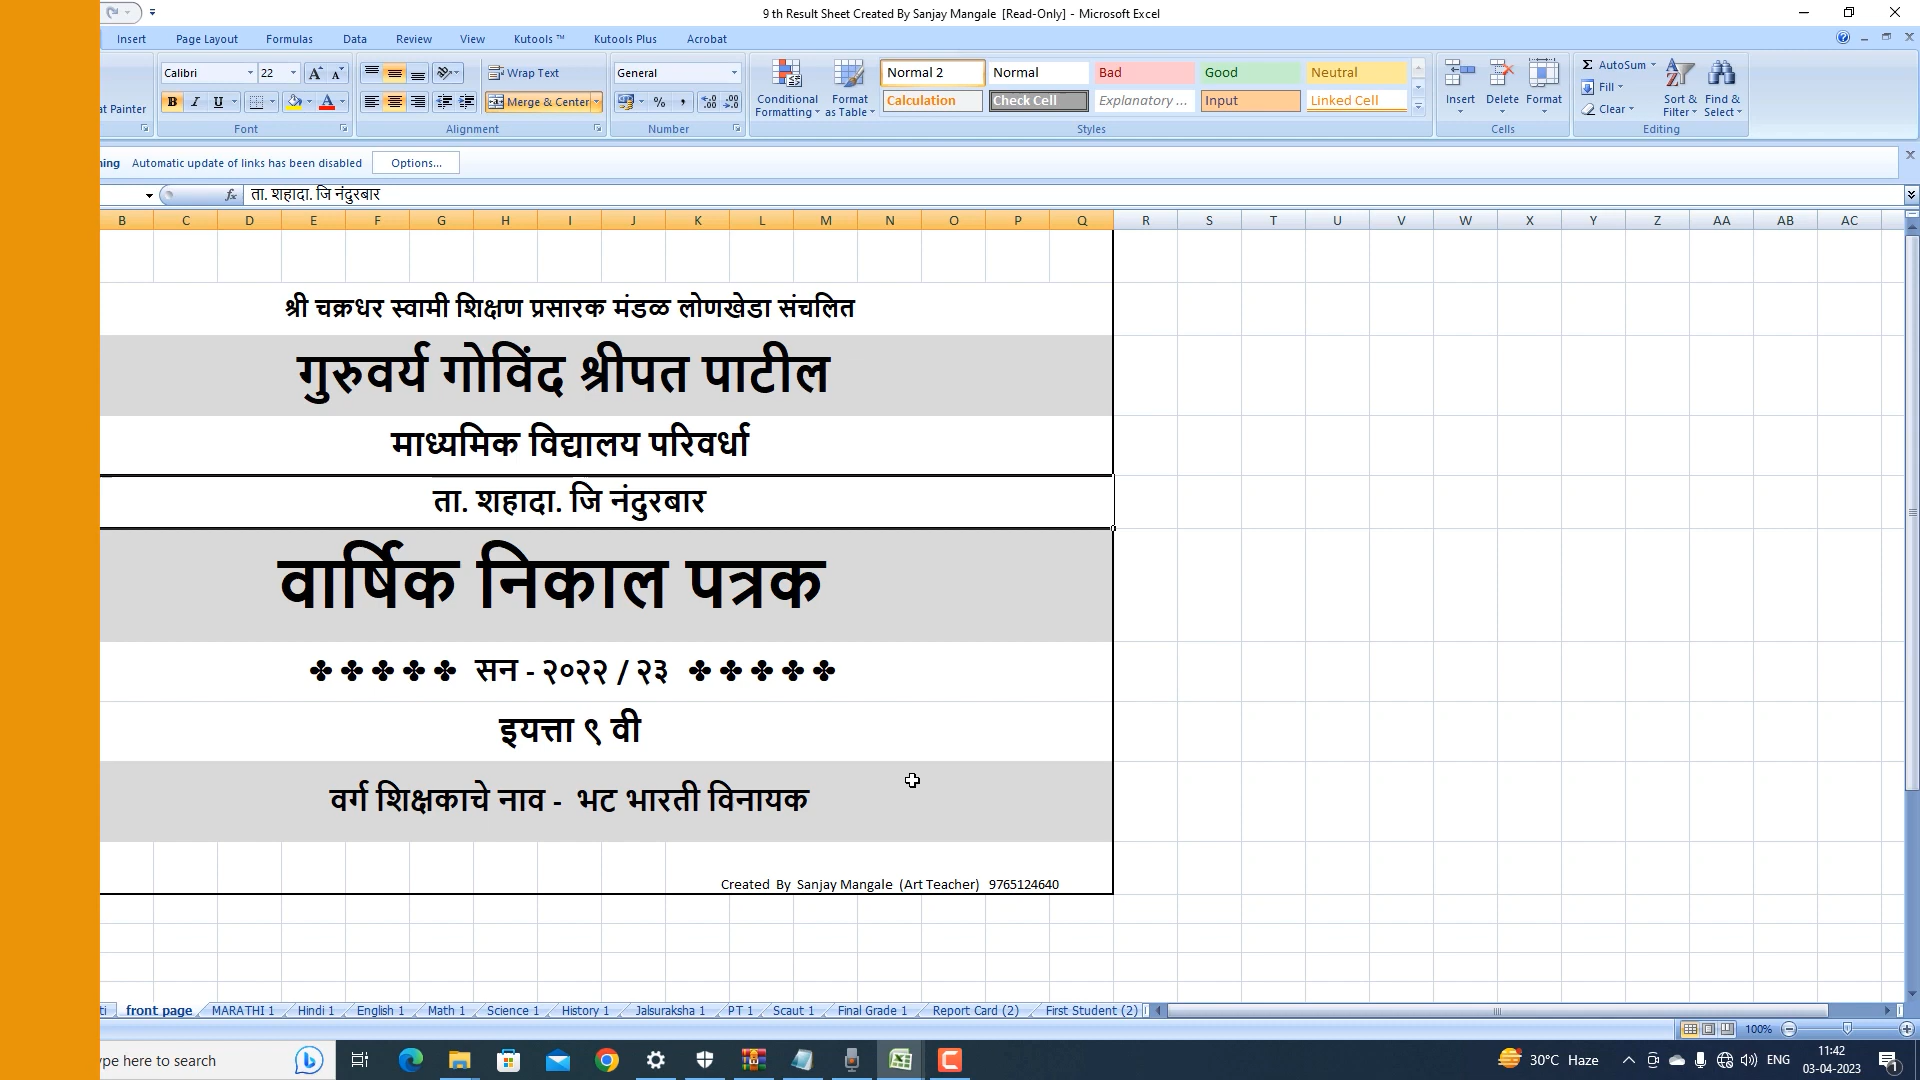 9 th Result Sheet Created By Sanjay Mangale [Read-Only] - Microsoft Excel
Insert Page Layout Formulas Data Review View Kutools ™ Kutools Plus Acrobat
Calibri 22 Wrap Text General Normal 2 Normal Bad Good Neutral AutoSum
at Painter B I U Merge & Center % , Conditional Formatting Format as Table Calculation Check Cell Explanatory ... Input Linked Cell Insert Delete Format Fill Clear Sort & Filter Find & Select
Font Alignment Number Styles Cells Editing
ning Automatic update of links has been disabled Options...
fx ता. शहादा. जि नंदुरबार
B C D E F G H I J K L M N O P Q R S T U V W X Y Z AA AB AC
श्री चक्रधर स्वामी शिक्षण प्रसारक मंडळ लोणखेडा संचलित
गुरुवर्य गोविंद श्रीपत पाटील
माध्यमिक विद्यालय परिवर्धा
ता. शहादा. जि नंदुरबार
वार्षिक निकाल पत्रक
✤ ✤ ✤ ✤ ✤ सन - २०२२ / २३ ✤ ✤ ✤ ✤ ✤
इयत्ता ९ वी
वर्ग शिक्षकाचे नाव - भट भारती विनायक
Created By Sanjay Mangale (Art Teacher) 9765124640
ti front page MARATHI 1 Hindi 1 English 1 Math 1 Science 1 History 1 Jalsuraksha 1 PT 1 Scaut 1 Final Grade 1 Report Card (2) First Student (2)
100%
ype here to search 30°C Haze ENG 11:42
03-04-2023